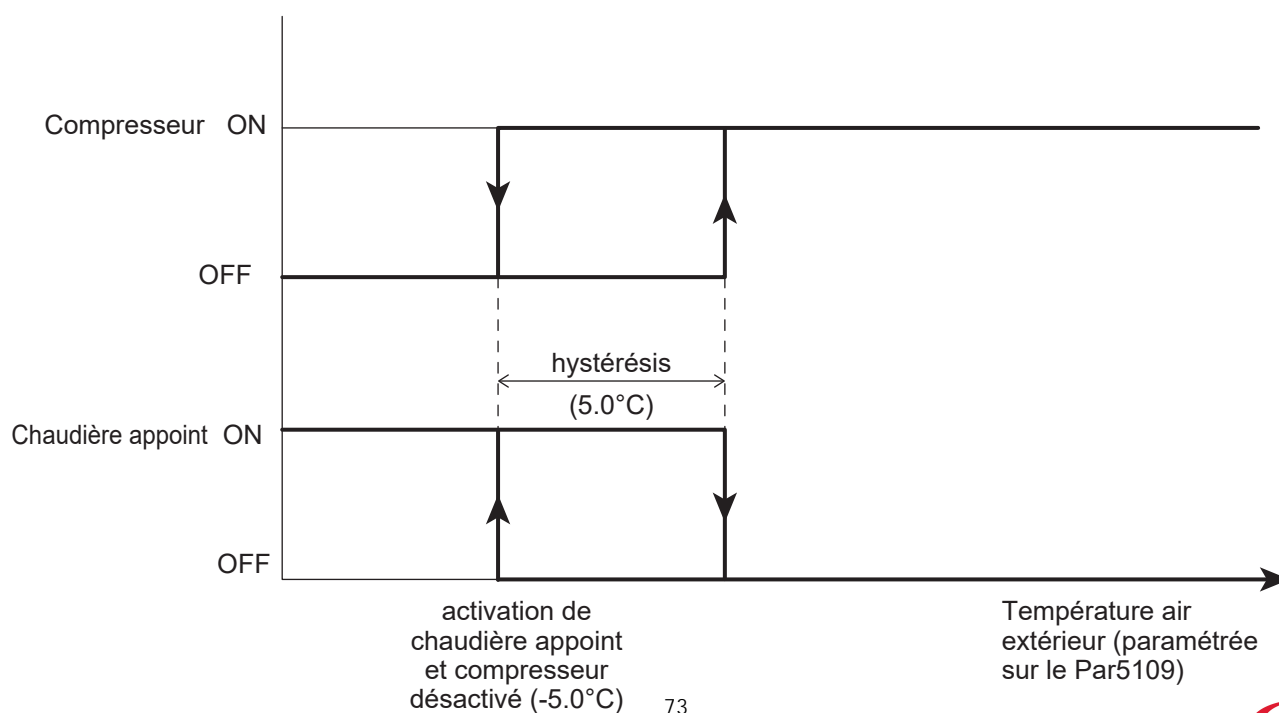 Compresseur ON
OFF
hystérésis
(5.0°C)
Chaudière appoint ON
OFF
activation de
chaudière appoint
et compresseur
désactivé (-5.0°C)
Température air
extérieur (paramétrée
sur le Par5109)
73